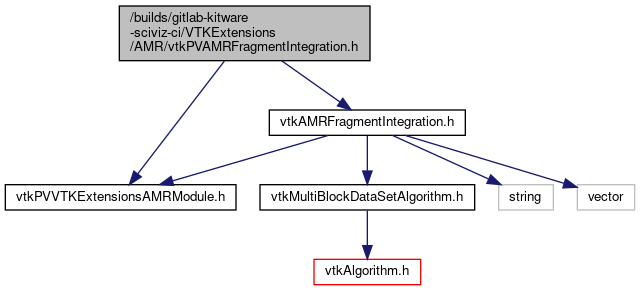 /builds/gitlab-kitware
-sciviz-ci/VTKExtensions
/AMR/vtkPVAMRFragmentIntegration.h
vtkAMRFragmentIntegration.h
vtkPVVTKExtensionsAMRModule.h
vtkMultiBlockDataSetAlgorithm.h
string
vector
vtkAlgorithm.h